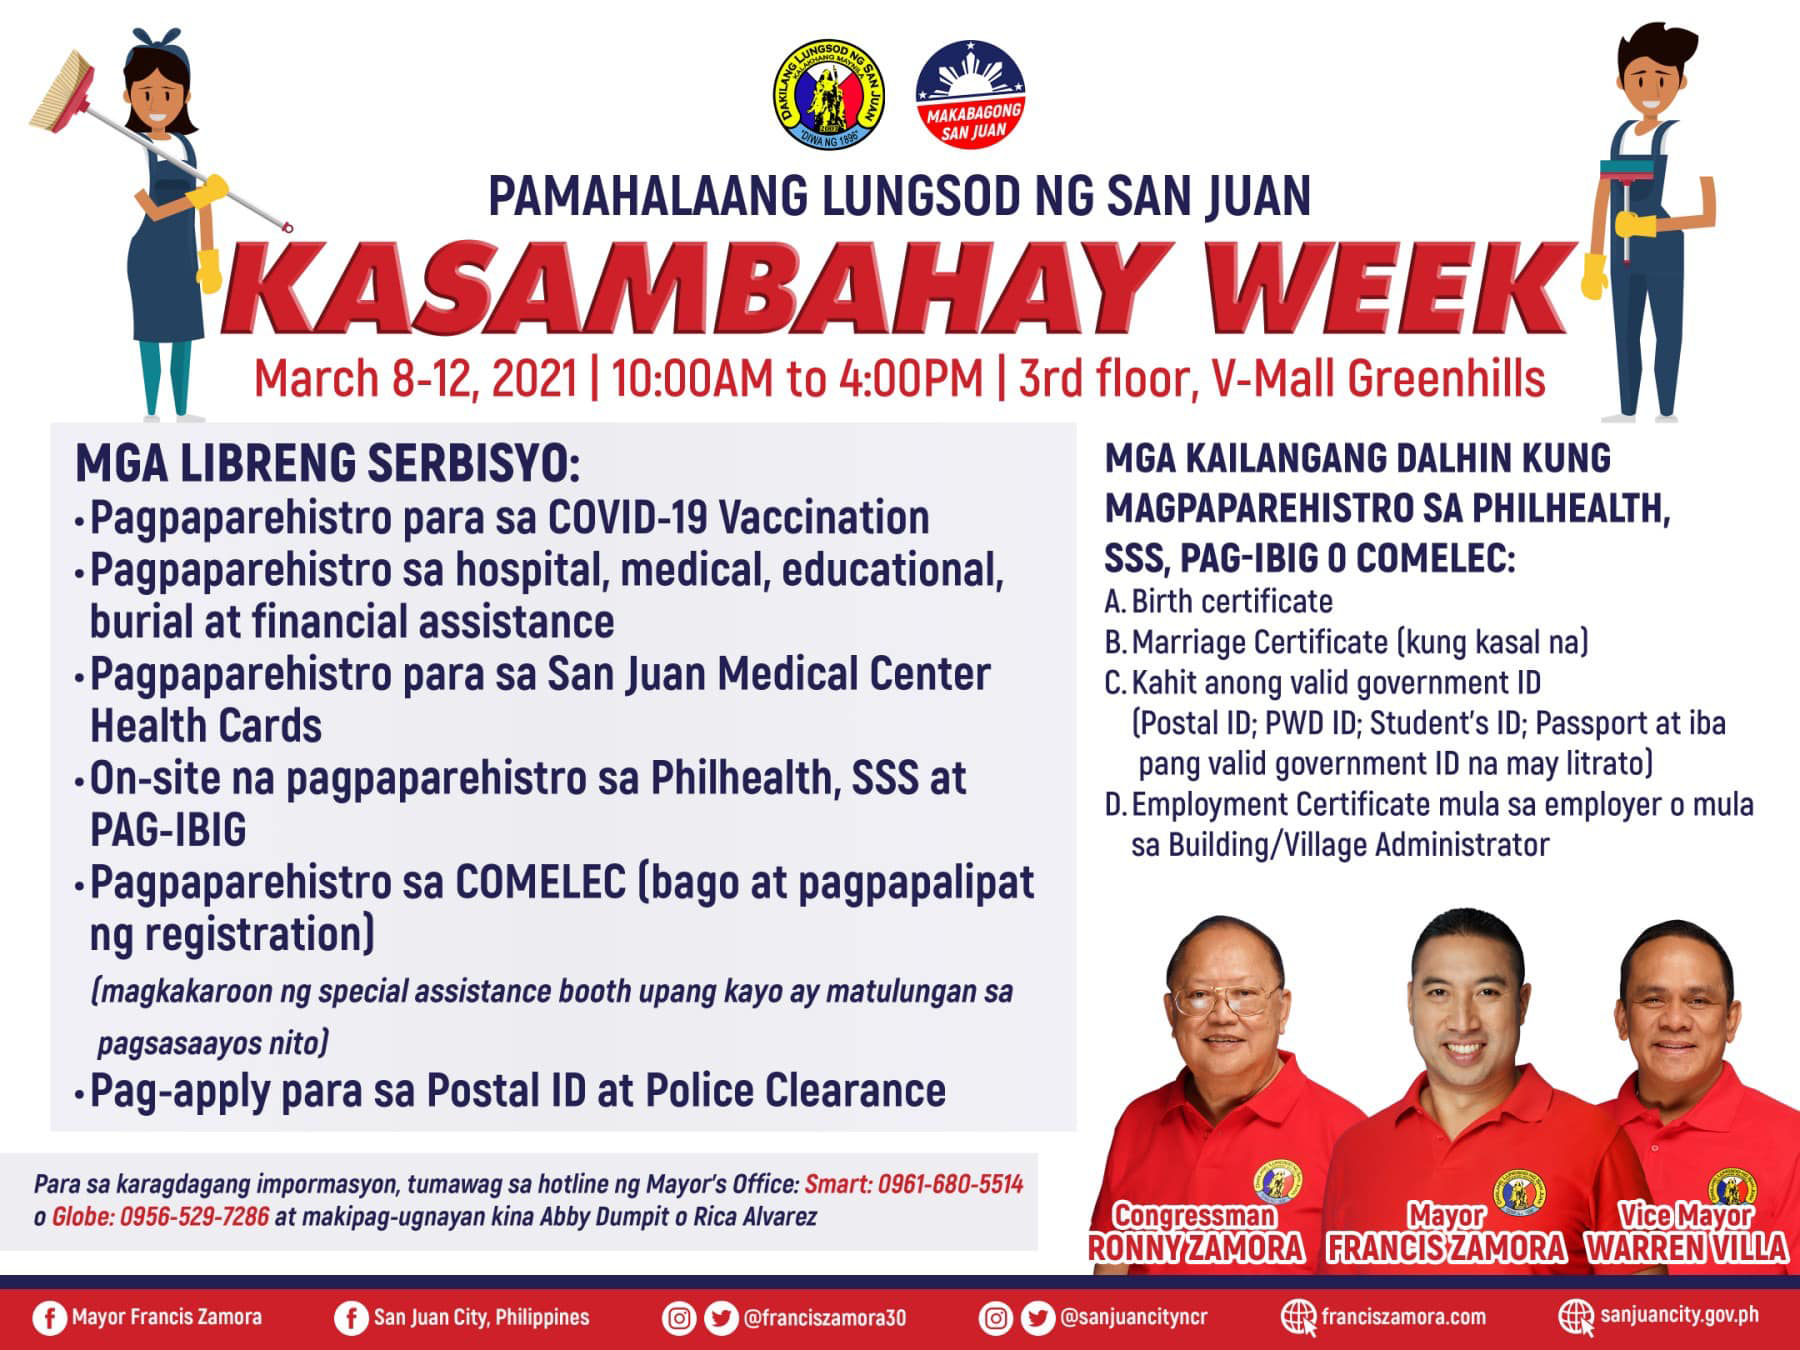 DAKILANG LUNGSOD NG SAN JUAN
KALAKHANG MAYNILA
2007
"DIWA NG 1896"
MAKABAGONG
SAN JUAN
PAMAHALAANG LUNGSOD NG SAN JUAN
KASAMBAHAY WEEK
March 8-12, 2021 | 10:00AM to 4:00PM | 3rd floor, V-Mall Greenhills
MGA LIBRENG SERBISYO:
• Pagpaparehistro para sa COVID-19 Vaccination
• Pagpaparehistro sa hospital, medical, educational,
burial at financial assistance
• Pagpaparehistro para sa San Juan Medical Center
Health Cards
• On-site na pagpaparehistro sa Philhealth, SSS at
PAG-IBIG
• Pagpaparehistro sa COMELEC (bago at pagpapalipat
ng registration)
(magkakaroon ng special assistance booth upang kayo ay matulungan sa
pagsasaayos nito)
• Pag-apply para sa Postal ID at Police Clearance
MGA KAILANGANG DALHIN KUNG
MAGPAPAREHISTRO SA PHILHEALTH,
SSS, PAG-IBIG O COMELEC:
A. Birth certificate
B. Marriage Certificate (kung kasal na)
C. Kahit anong valid government ID
(Postal ID; PWD ID; Student's ID; Passport at iba
pang valid government ID na may litrato)
D. Employment Certificate mula sa employer o mula
sa Building/Village Administrator
Para sa karagdagang impormasyon, tumawag sa hotline ng Mayor's Office: Smart: 0961-680-5514
o Globe: 0956-529-7286 at makipag-ugnayan kina Abby Dumpit o Rica Alvarez
Congressman
RONNY ZAMORA
Mayor
FRANCIS ZAMORA
Vice Mayor
WARREN VILLA
Mayor Francis Zamora
San Juan City, Philippines
@franciszamora30
@sanjuancityncr
franciszamora.com
sanjuancity.gov.ph